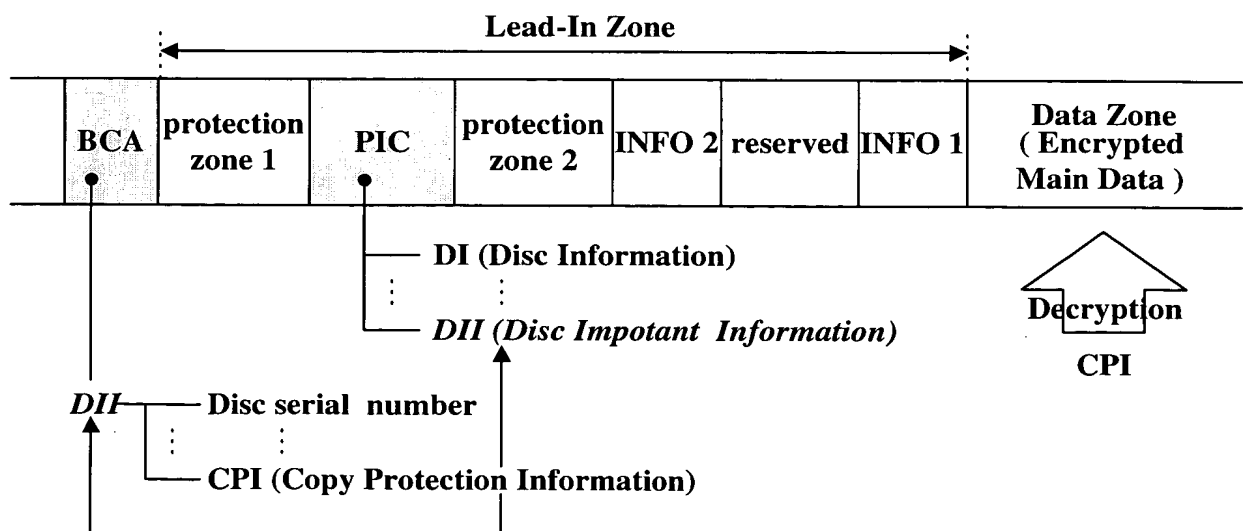 Lead-In Zone
BCA
protection
zone 1
PIC
protection
zone 2
INFO 2
reserved
INFO 1
Data Zone
( Encrypted
Main Data )
DI (Disc Information)
DII (Disc Impotant Information)
Decryption
CPI
DII
Disc serial number
CPI (Copy Protection Information)